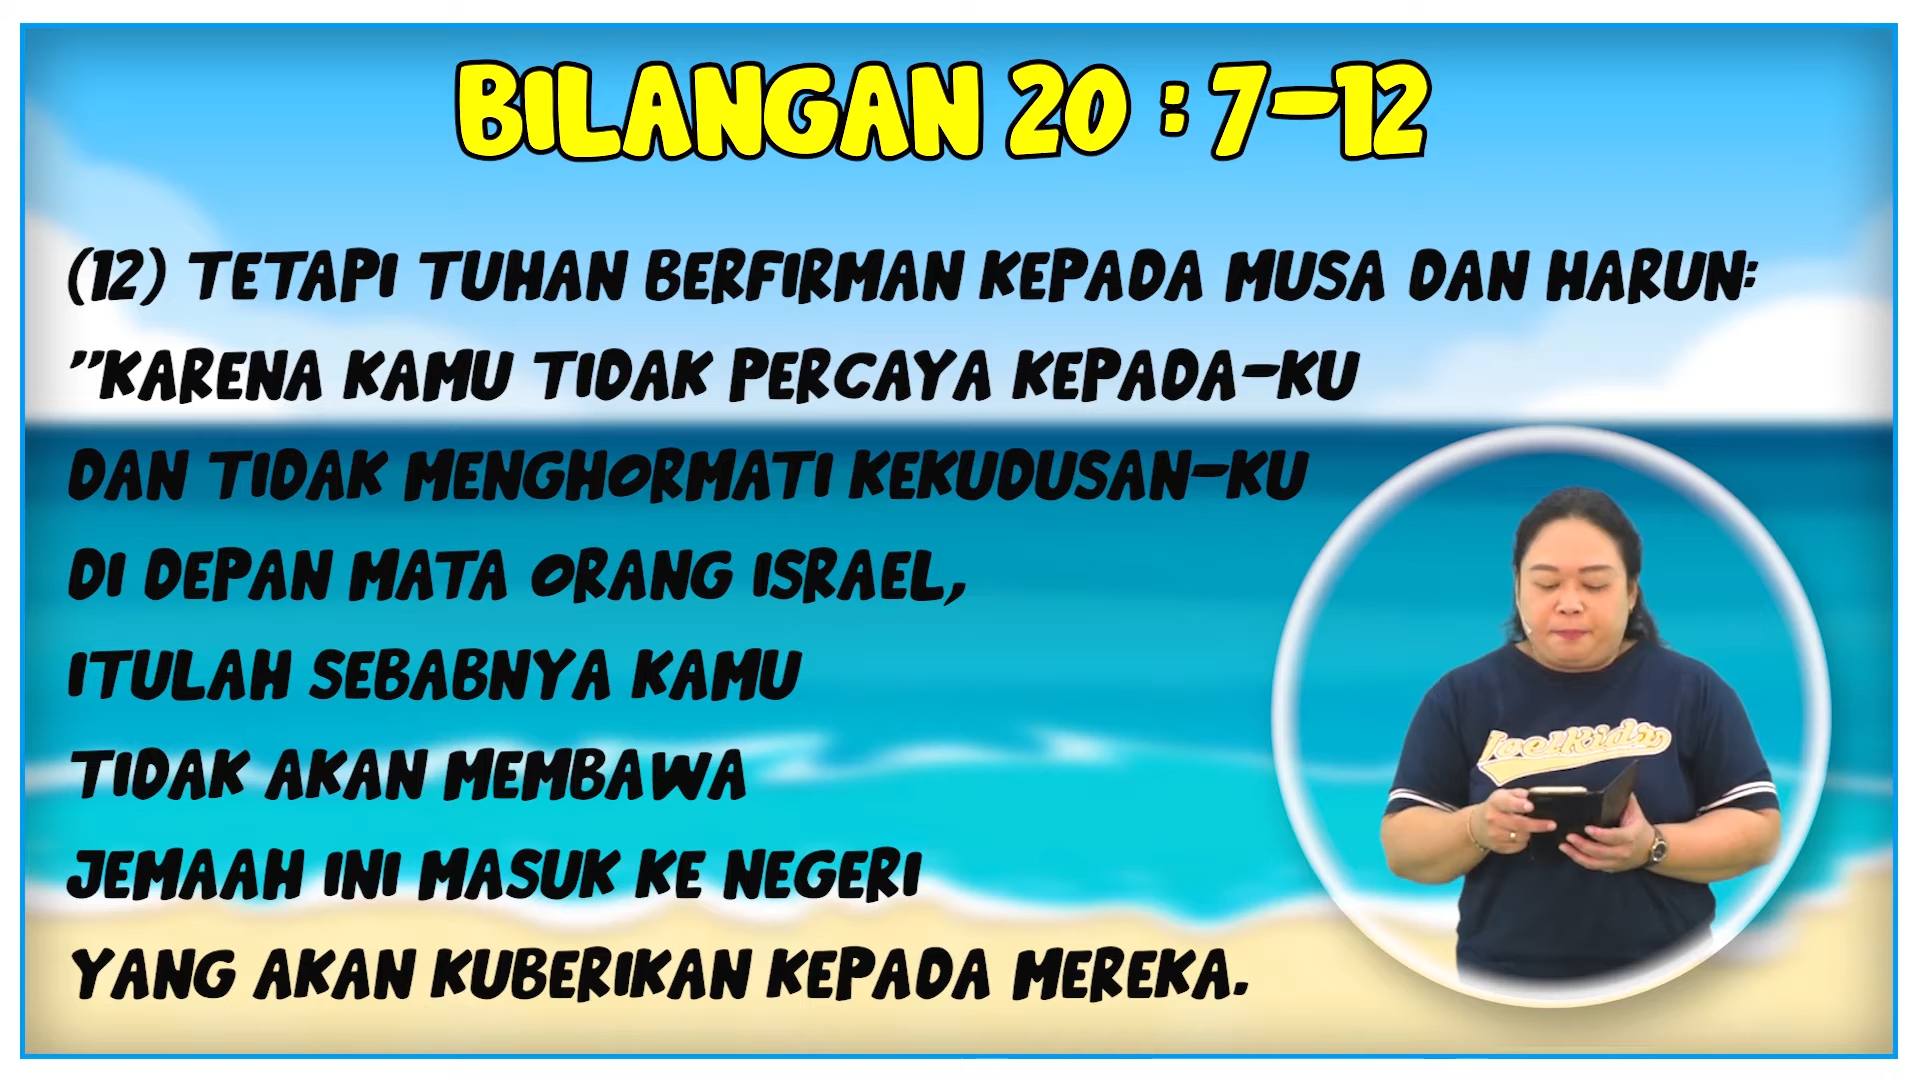 BILANGAN 20 : 7-12
(12) TETAPI TUHAN BERFIRMAN KEPADA MUSA DAN HARUN:
"KARENA KAMU TIDAK PERCAYA KEPADA-KU
DAN TIDAK MENGHORMATI KEKUDUSAN-KU
DI DEPAN MATA ORANG ISRAEL,
ITULAH SEBABNYA KAMU
TIDAK AKAN MEMBAWA
JEMAAH INI MASUK KE NEGERI
YANG AKAN KUBERIKAN KEPADA MEREKA.
JoelKids